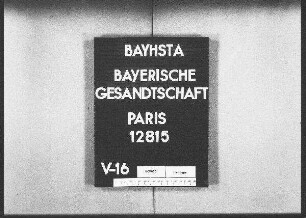 BAYHSTA
BAYERISCHE
GESANDTSCHAFT
PARIS
12815
V-16